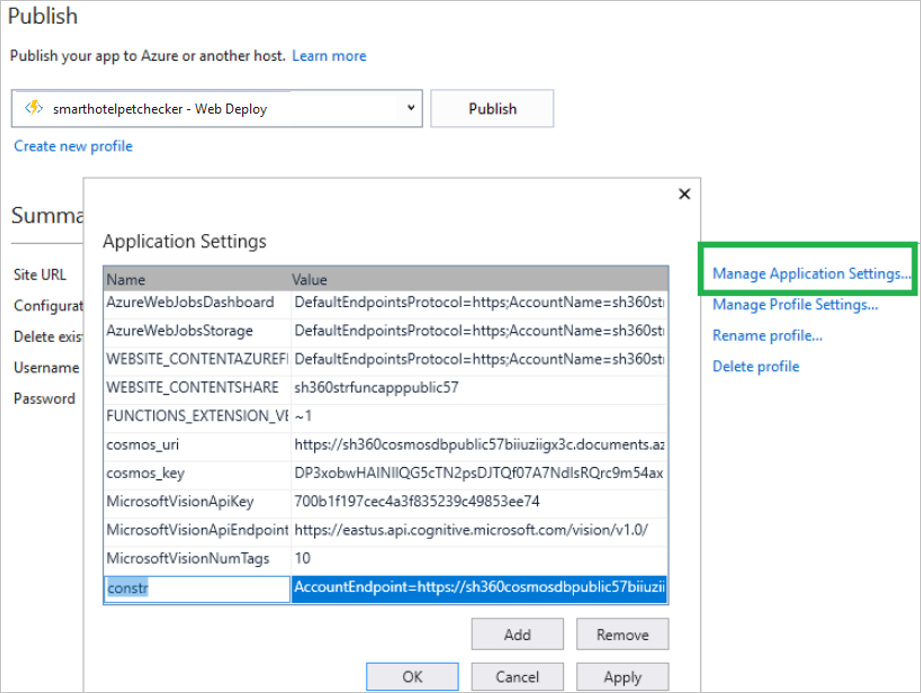 Publish
Publish your app to Azure or another host. Learn more
smarthotelpetchecker - Web Deploy
Publish
Create new profile
Summa
Site URL
Configurat
Delete exis
Username
Password
Application Settings
Name Value
AzureWebJobsDashboard DefaultEndpointsProtocol=https;AccountName=sh360str
AzureWebJobsStorage DefaultEndpointsProtocol=https;AccountName=sh360str
WEBSITE_CONTENTAZUREFI DefaultEndpointsProtocol=https;AccountName=sh360str
WEBSITE_CONTENTSHARE sh360strfuncapppublic57
FUNCTIONS_EXTENSION_VE ~1
cosmos_uri https://sh360cosmosdbpublic57biiuziigx3c.documents.az
cosmos_key DP3xobwHAINIIQG5cTN2psDJTQf07A7NdIsRQrc9m54ax
MicrosoftVisionApiKey 700b1f197cec4a3f835239c49853ee74
MicrosoftVisionApiEndpoint https://eastus.api.cognitive.microsoft.com/vision/v1.0/
MicrosoftVisionNumTags 10
constr AccountEndpoint=https://sh360cosmosdbpublic57biiuzii
Add Remove
OK Cancel Apply
Manage Application Settings...
Manage Profile Settings...
Rename profile...
Delete profile